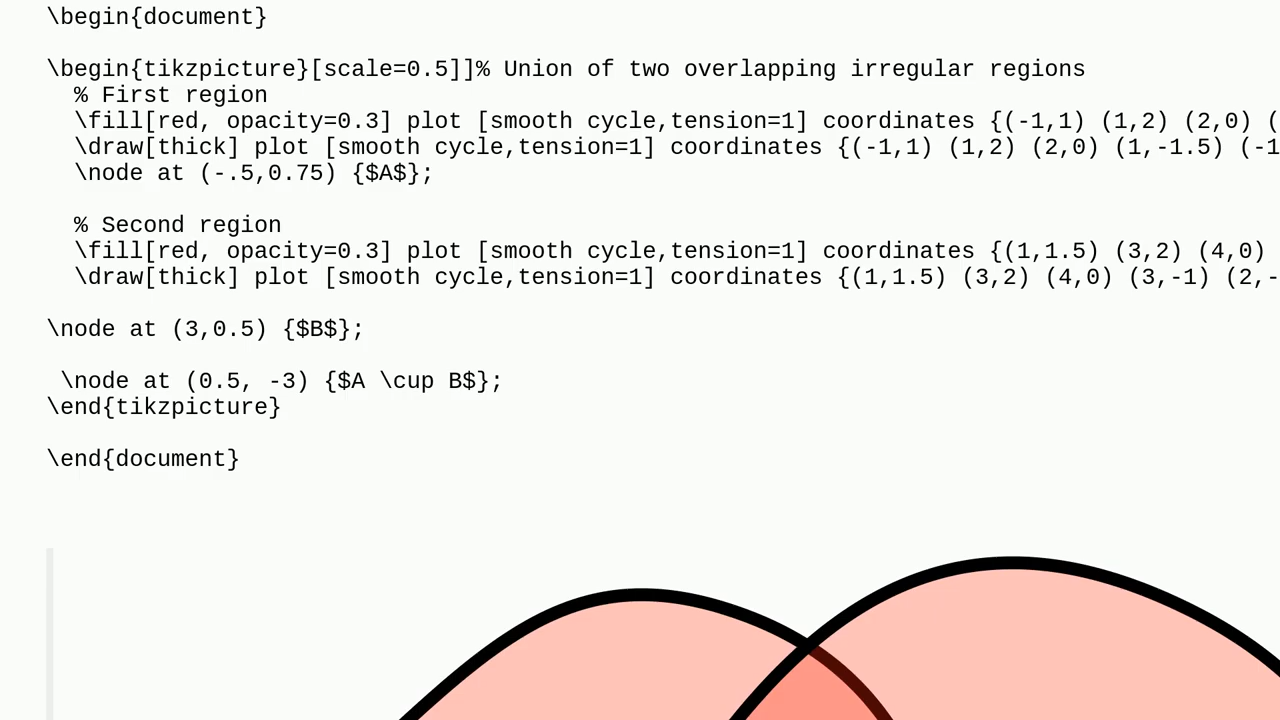 \begin{document}
\begin{tikzpicture}[scale=0.5]]% Union of two overlapping irregular regions
% First region
\fill[red, opacity=0.3] plot [smooth cycle,tension=1] coordinates {(-1,1) (1,2) (2,0) (
\draw[thick] plot [smooth cycle,tension=1] coordinates {(-1,1) (1,2) (2,0) (1,-1.5) (-1
\node at (-.5,0.75) {$A$};
% Second region
\fill[red, opacity=0.3] plot [smooth cycle,tension=1] coordinates {(1,1.5) (3,2) (4,0)
\draw[thick] plot [smooth cycle,tension=1] coordinates {(1,1.5) (3,2) (4,0) (3,-1) (2,-
\node at (3,0.5) {$B$};
\node at (0.5, -3) {$A \cup B$};
\end{tikzpicture}
\end{document}